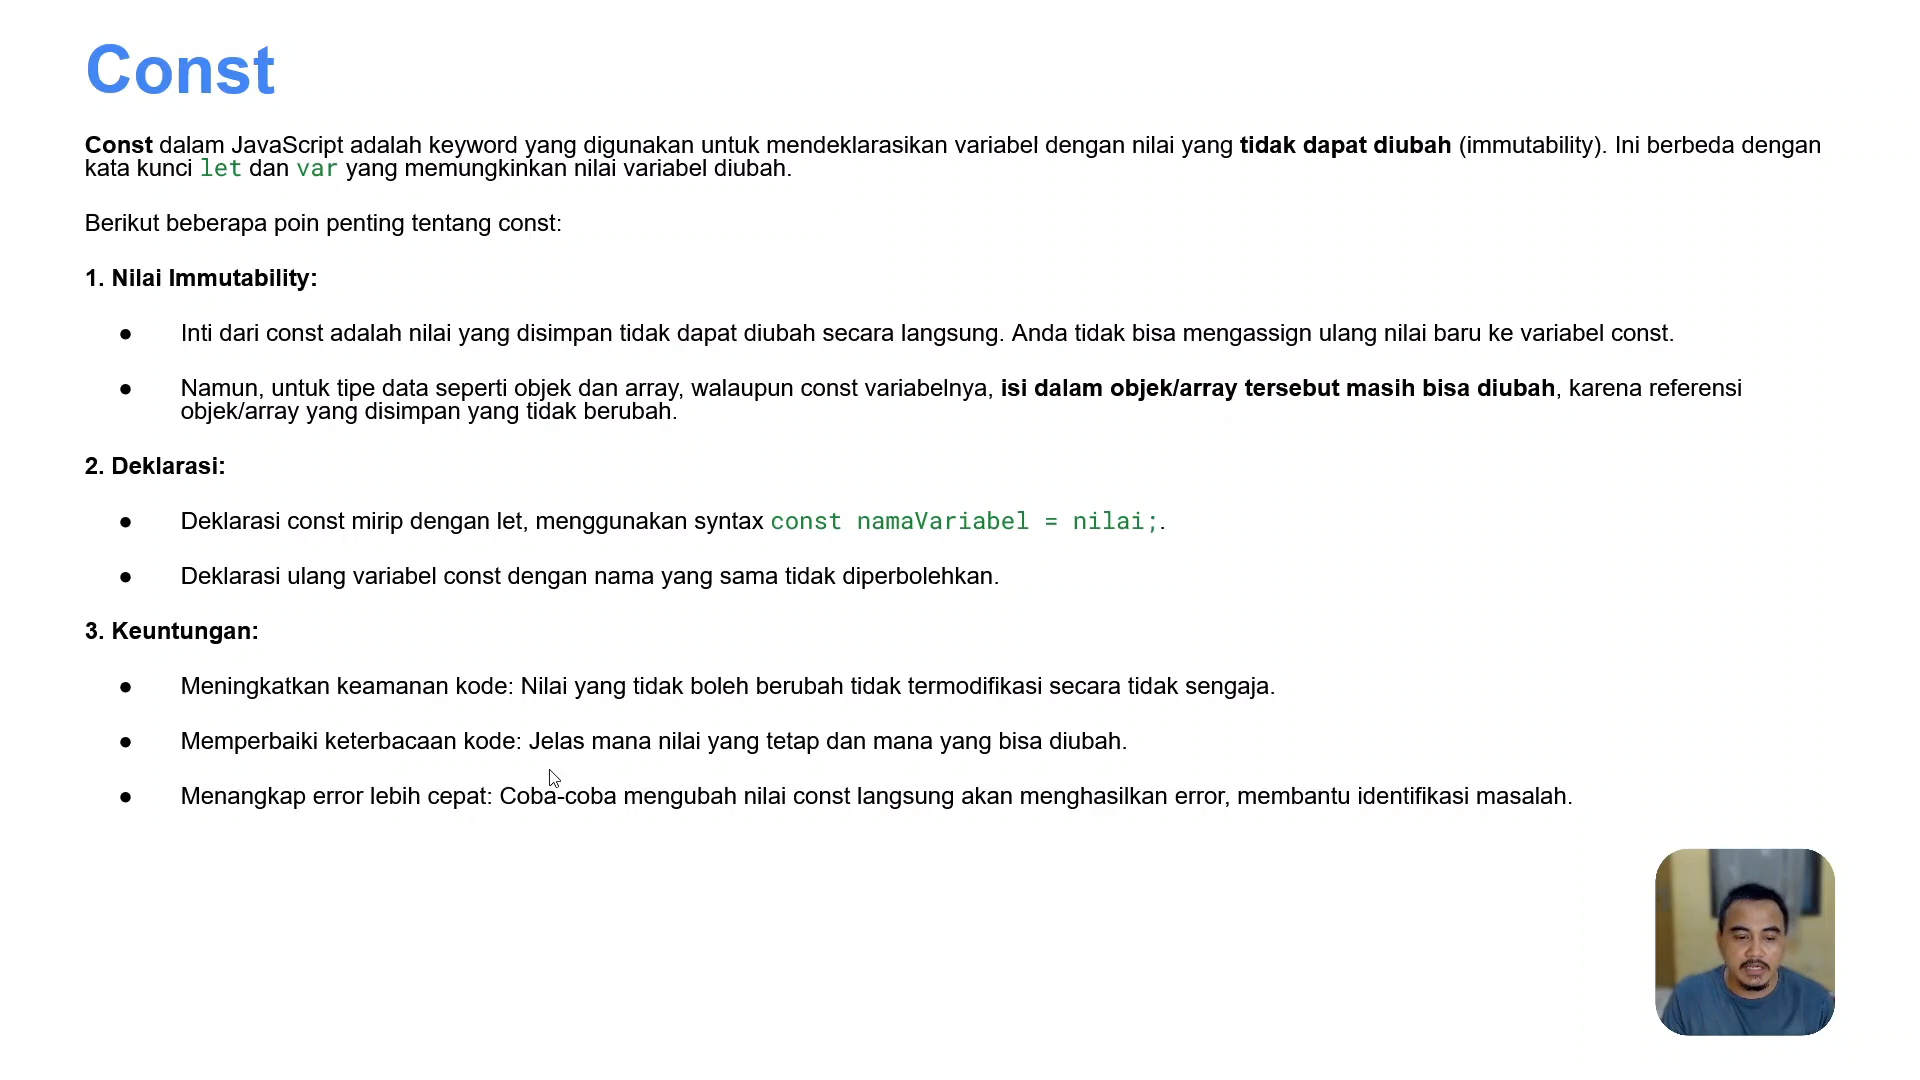 Const
Const dalam JavaScript adalah keyword yang digunakan untuk mendeklarasikan variabel dengan nilai yang tidak dapat diubah (immutability). Ini berbeda dengan
kata kunci let dan var yang memungkinkan nilai variabel diubah.
Berikut beberapa poin penting tentang const:
1. Nilai Immutability:
● Inti dari const adalah nilai yang disimpan tidak dapat diubah secara langsung. Anda tidak bisa mengassign ulang nilai baru ke variabel const.
● Namun, untuk tipe data seperti objek dan array, walaupun const variabelnya, isi dalam objek/array tersebut masih bisa diubah, karena referensi
objek/array yang disimpan yang tidak berubah.
2. Deklarasi:
● Deklarasi const mirip dengan let, menggunakan syntax const namaVariabel = nilai;.
● Deklarasi ulang variabel const dengan nama yang sama tidak diperbolehkan.
3. Keuntungan:
● Meningkatkan keamanan kode: Nilai yang tidak boleh berubah tidak termodifikasi secara tidak sengaja.
● Memperbaiki keterbacaan kode: Jelas mana nilai yang tetap dan mana yang bisa diubah.
● Menangkap error lebih cepat: Coba-coba mengubah nilai const langsung akan menghasilkan error, membantu identifikasi masalah.